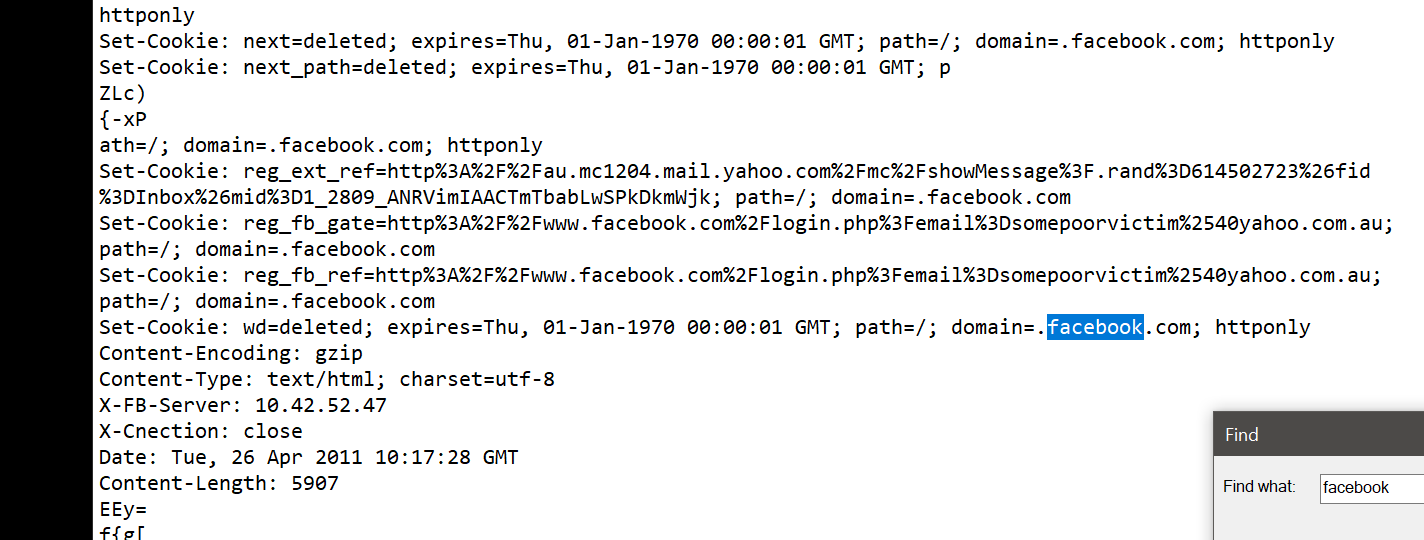 httponly
Set-Cookie: next=deleted; expires=Thu, 01-Jan-1970 00:00:01 GMT; path=/; domain=.facebook.com; httponly
Set-Cookie: next_path=deleted; expires=Thu, 01-Jan-1970 00:00:01 GMT; p
ZLc)
{-xP
ath=/; domain=.facebook.com; httponly
Set-Cookie: reg_ext_ref=http%3A%2F%2Fau.mc1204.mail.yahoo.com%2Fmc%2FshowMessage%3F.rand%3D614502723%26fid
%3DInbox%26mid%3D1_2809_ANRVimIAACTmTbabLwSPkDkmWjk; path=/; domain=.facebook.com
Set-Cookie: reg_fb_gate=http%3A%2F%2Fwww.facebook.com%2Flogin.php%3Femail%3Dsomepoorvictim%2540yahoo.com.au;
path=/; domain=.facebook.com
Set-Cookie: reg_fb_ref=http%3A%2F%2Fwww.facebook.com%2Flogin.php%3Femail%3Dsomepoorvictim%2540yahoo.com.au;
path=/; domain=.facebook.com
Set-Cookie: wd=deleted; expires=Thu, 01-Jan-1970 00:00:01 GMT; path=/; domain=.facebook.com; httponly
Content-Encoding: gzip
Content-Type: text/html; charset=utf-8
X-FB-Server: 10.42.52.47
X-Cnection: close
Date: Tue, 26 Apr 2011 10:17:28 GMT
Content-Length: 5907
EEy=
f{g[
Find
Find what: facebook